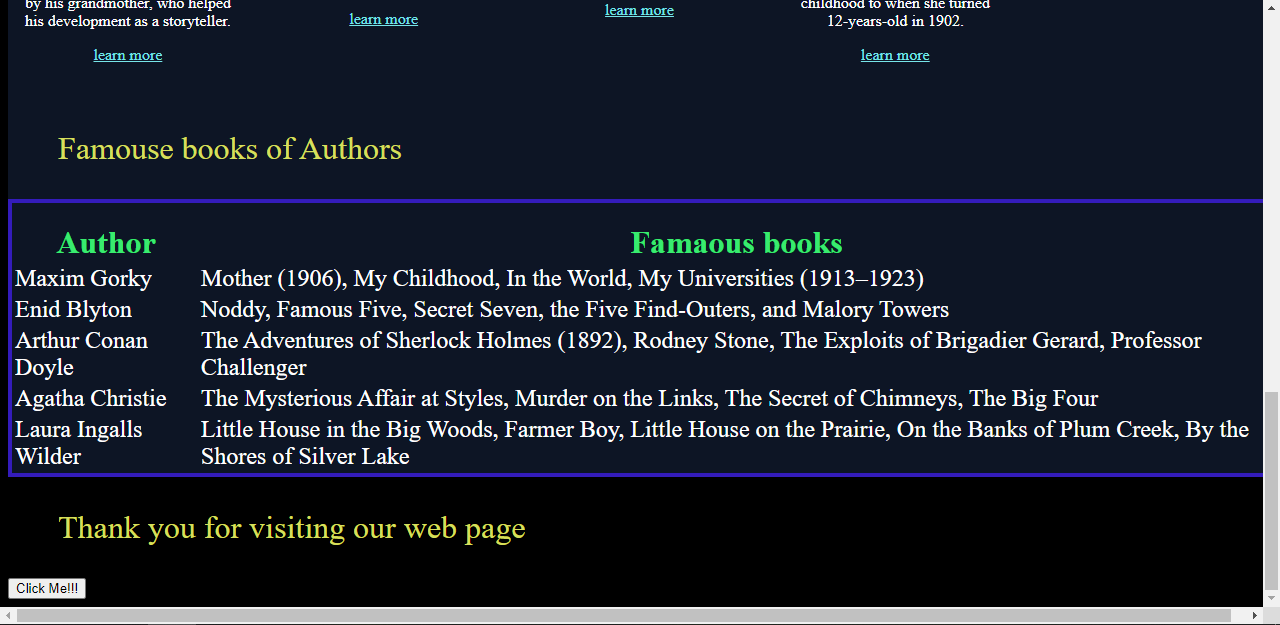 by his grandmother, who helped
his development as a storyteller.
learn more
learn more
learn more
childhood to when she turned
12-years-old in 1902.
learn more
Famouse books of Authors
Author Famaous books
Maxim Gorky Mother (1906), My Childhood, In the World, My Universities (1913–1923)
Enid Blyton Noddy, Famous Five, Secret Seven, the Five Find-Outers, and Malory Towers
Arthur Conan Doyle The Adventures of Sherlock Holmes (1892), Rodney Stone, The Exploits of Brigadier Gerard, Professor
Challenger
Agatha Christie The Mysterious Affair at Styles, Murder on the Links, The Secret of Chimneys, The Big Four
Laura Ingalls Wilder Little House in the Big Woods, Farmer Boy, Little House on the Prairie, On the Banks of Plum Creek, By the
Shores of Silver Lake
Thank you for visiting our web page
Click Me!!!